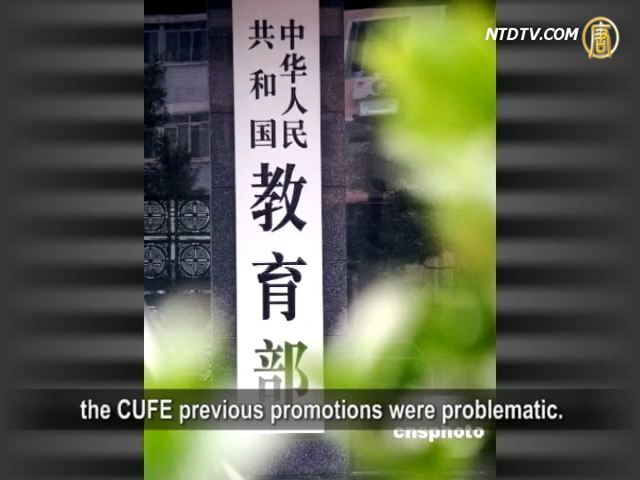 NTDTV.COM 唐
中华人民
共和国
教育部
the CUFE previous promotions were problematic.
cnsphoto